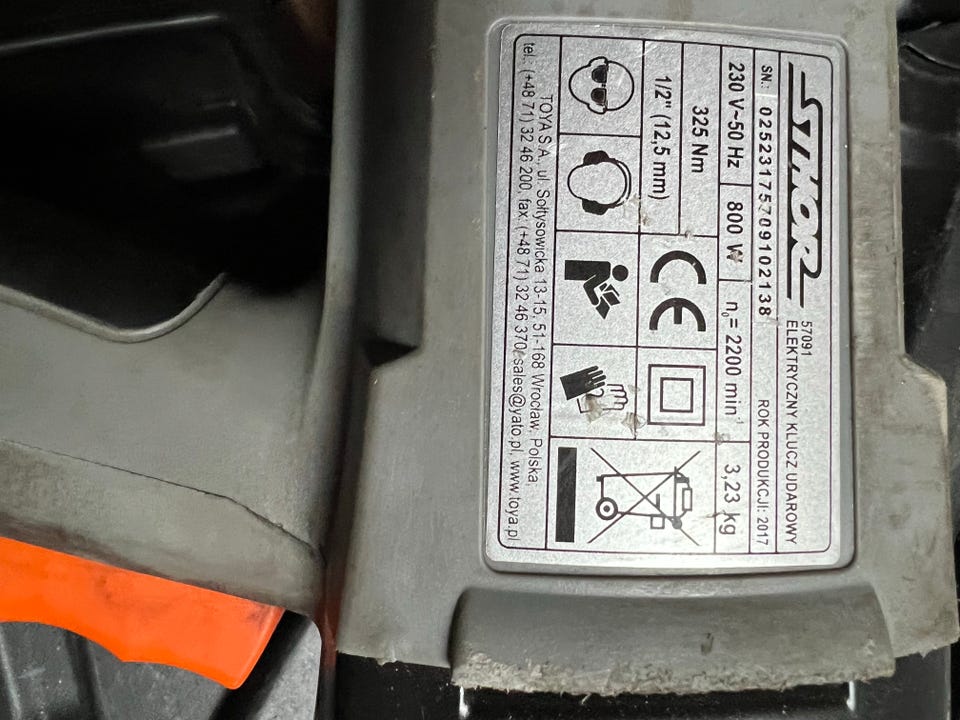 STHOR
57091
ELEKTRYCZNY KLUCZ UDAROWY
SN.: 02523175709102138
ROK PRODUKCJI: 2017
230 V~50 Hz
800 W
n₀= 2200 min⁻¹
3,23 kg
325 Nm
1/2" (12,5 mm)
CE
TOYA S.A., ul. Sołtysowicka 13-15, 51-168 Wrocław, Polska,
tel.: (+48 71) 32 46 200, fax: (+48 71) 32 46 370 sales@yato.pl, www.toya.pl